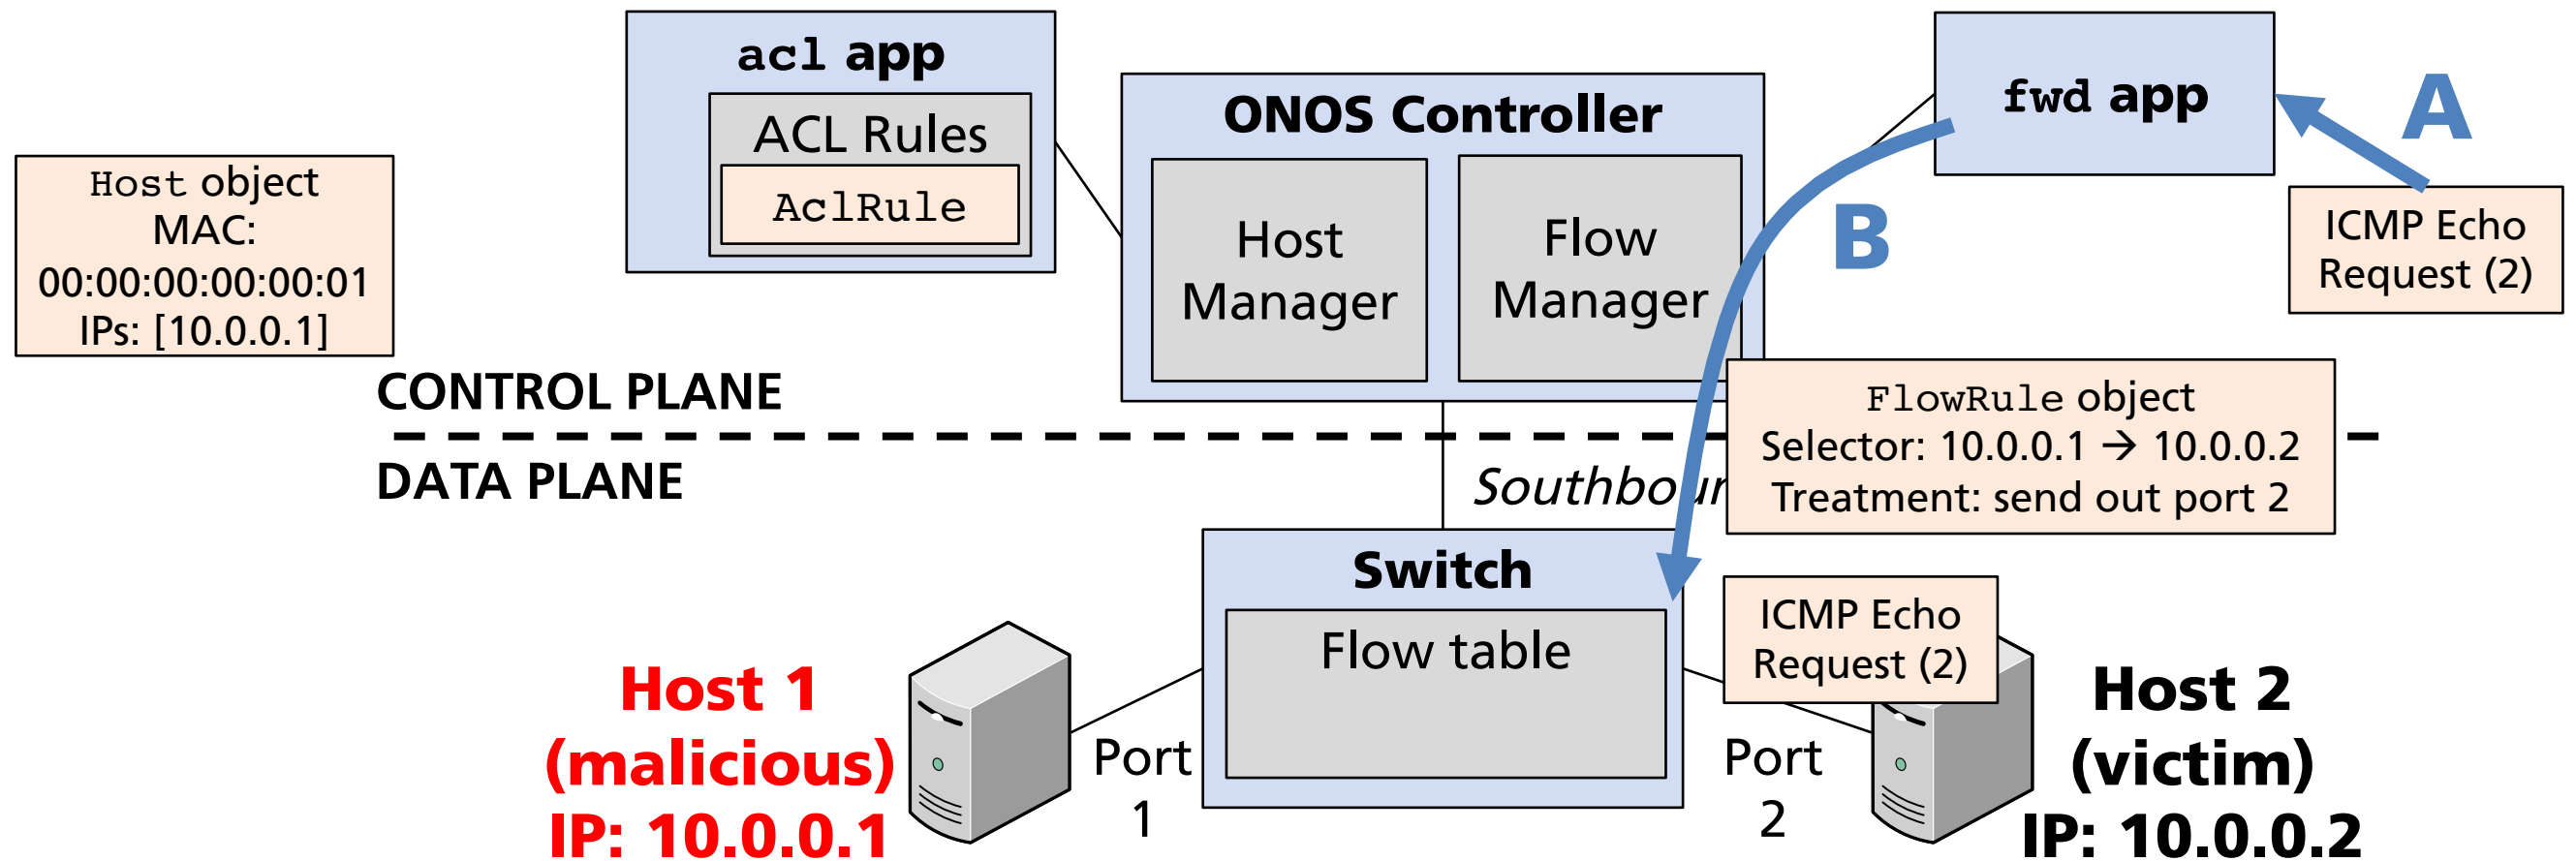 acl app
ACL Rules
AclRule
Host object
MAC:
00:00:00:00:00:01
IPs: [10.0.0.1]
ONOS Controller
Host
Manager
Flow
Manager
fwd app
A
B
ICMP Echo
Request (2)
CONTROL PLANE
DATA PLANE
FlowRule object
Selector: 10.0.0.1 → 10.0.0.2
Treatment: send out port 2
Switch
Flow table
ICMP Echo
Request (2)
Host 1
(malicious)
IP: 10.0.0.1
Port
1
Port
2
Host 2
(victim)
IP: 10.0.0.2